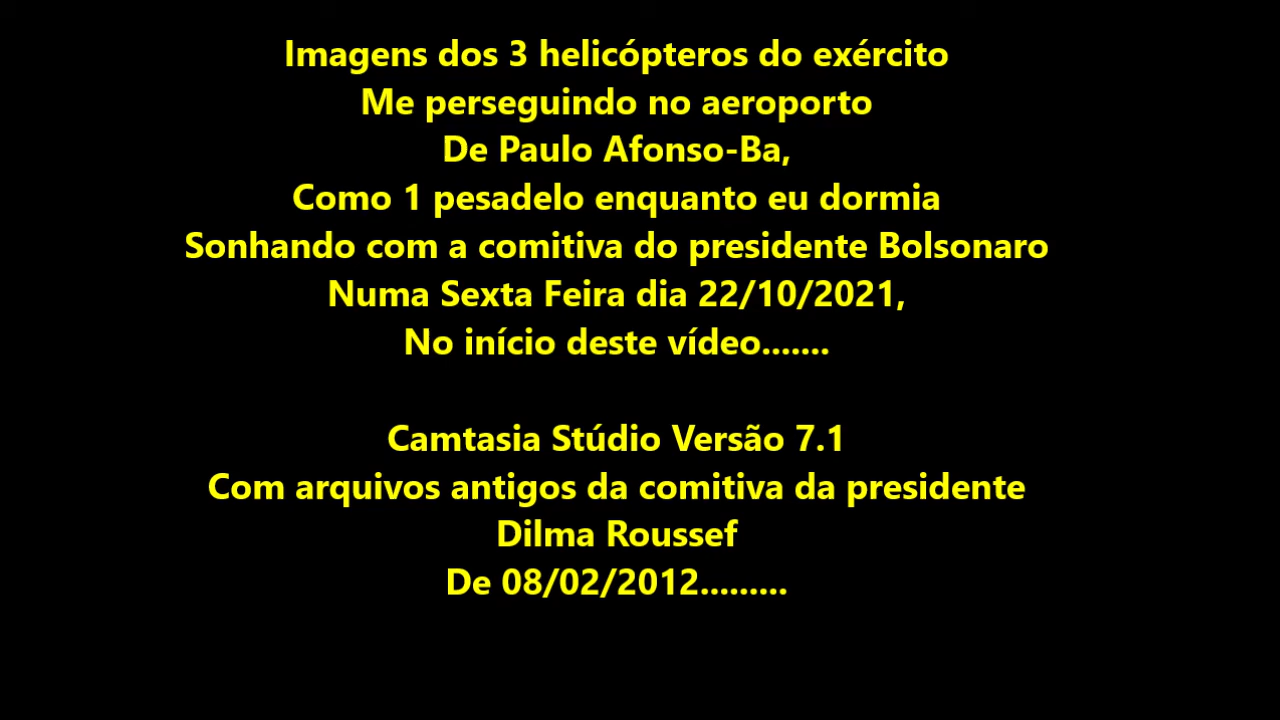 Imagens dos 3 helicópteros do exército
Me perseguindo no aeroporto
De Paulo Afonso-Ba,
Como 1 pesadelo enquanto eu dormia
Sonhando com a comitiva do presidente Bolsonaro
Numa Sexta Feira dia 22/10/2021,
No início deste vídeo.......
Camtasia Stúdio Versão 7.1
Com arquivos antigos da comitiva da presidente
Dilma Roussef
De 08/02/2012.........